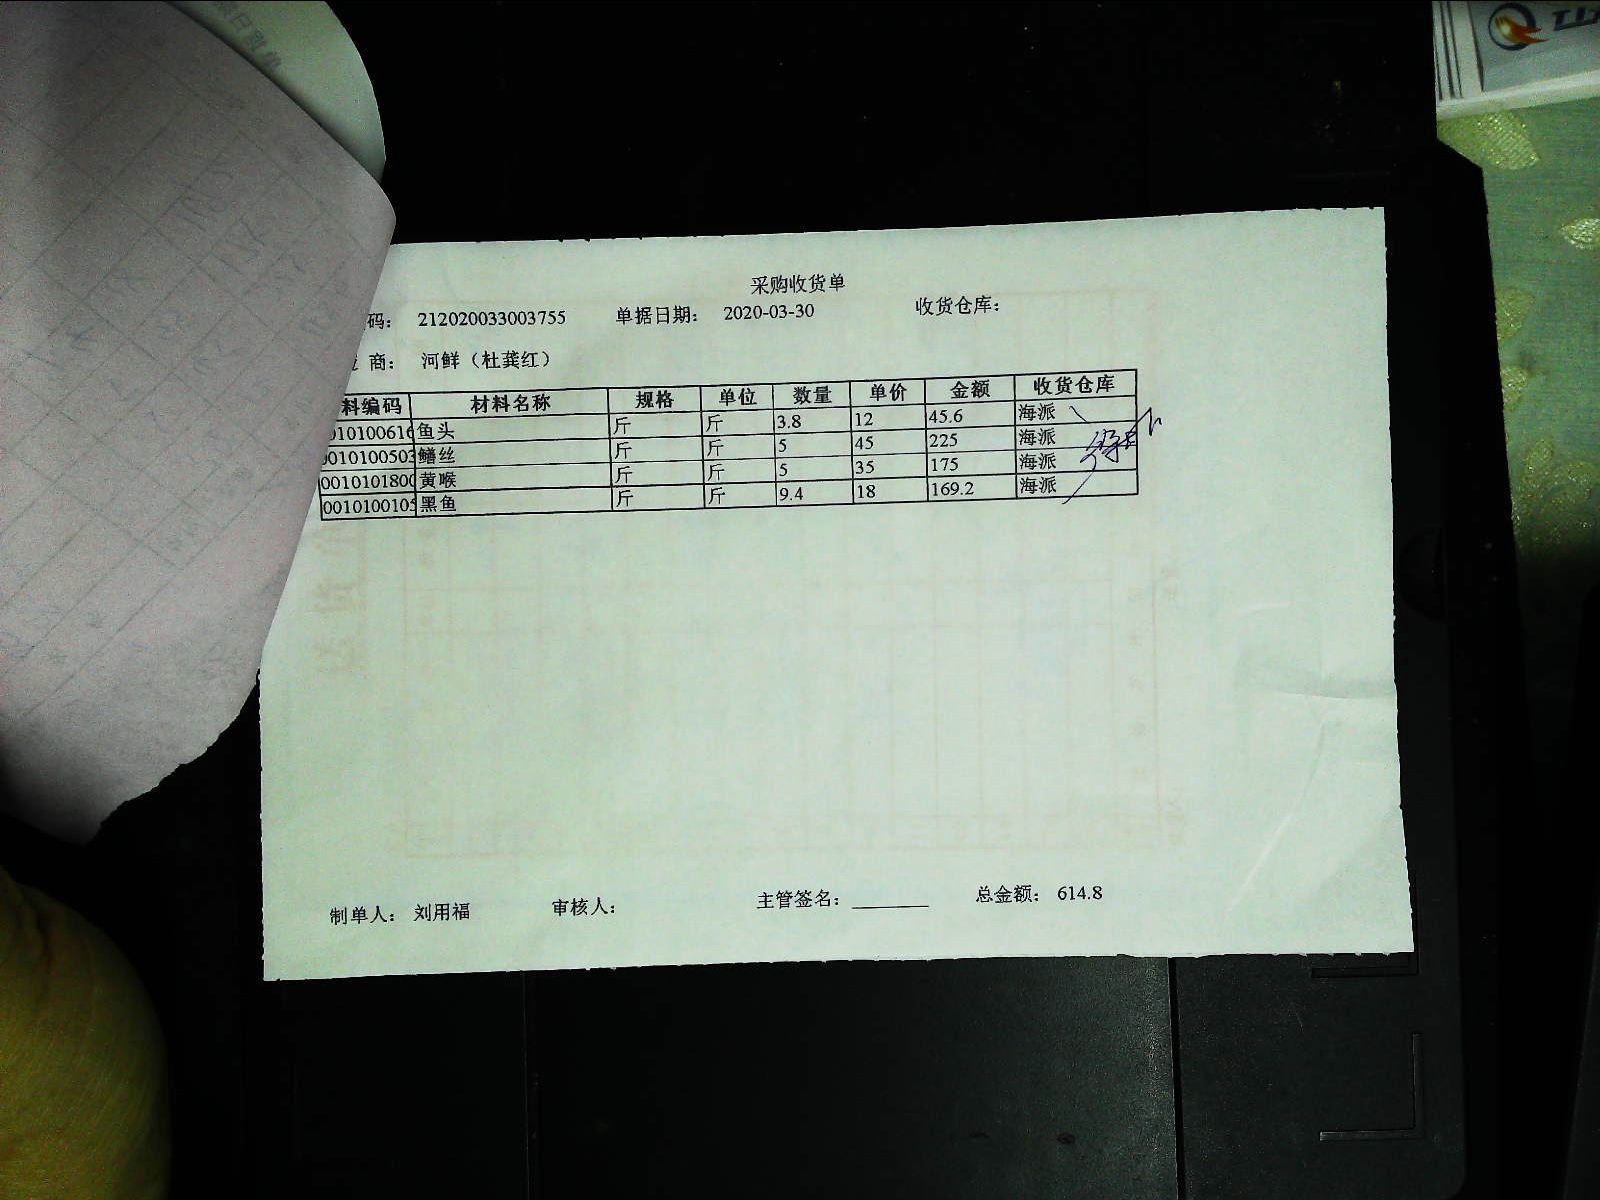 采购收货单
码： 212020033003755 单据日期： 2020-03-30 收货仓库：
商： 河鲜（杜龚红）
料编码 材料名称 规格 单位 数量 单价 金额 收货仓库
010100616 鱼头 斤 斤 3.8 12 45.6 海派
010100503 鳝丝 斤 斤 5 45 225 海派
001010180 黄喉 斤 斤 5 35 175 海派
001010010 黑鱼 斤 斤 9.4 18 169.2 海派
制单人： 刘用福 审核人： 主管签名：________ 总金额： 614.8